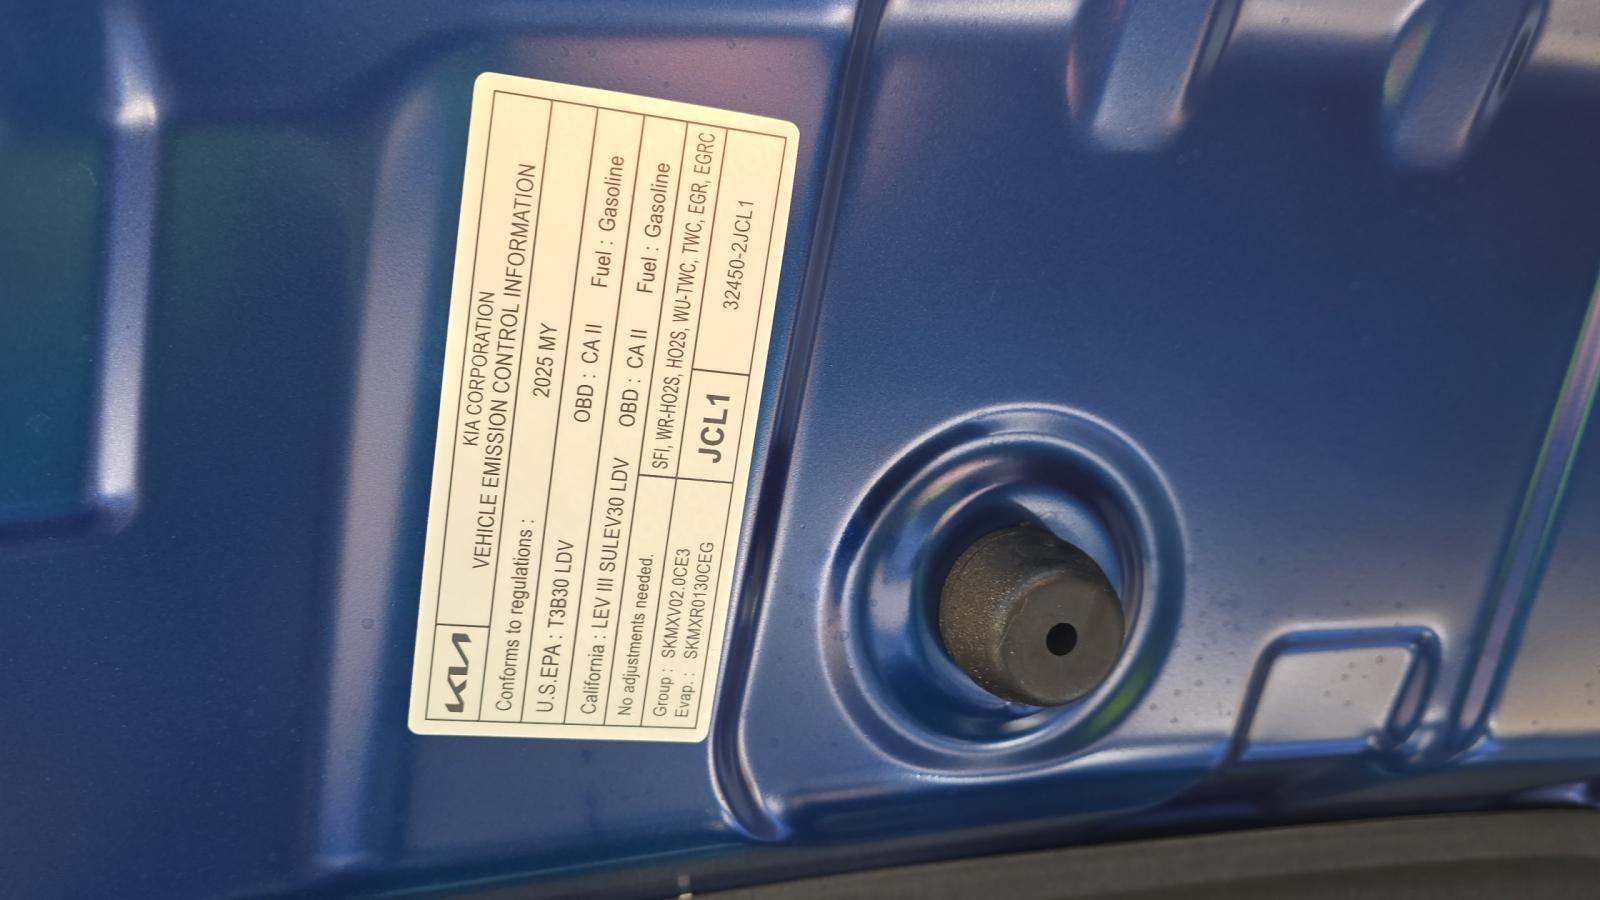 KIA
KIA CORPORATION
VEHICLE EMISSION CONTROL INFORMATION
Conforms to regulations : 2025 MY
U.S.EPA : T3B30 LDV OBD : CA II Fuel : Gasoline
California : LEV III SULEV30 LDV OBD : CA II Fuel : Gasoline
No adjustments needed. SFI, WR-HO2S, HO2S, WU-TWC, TWC, EGR, EGRC
Group : SKMXV02.0CE3
Evap. : SKMXR0130CEG
JCL1
32450-2JCL1